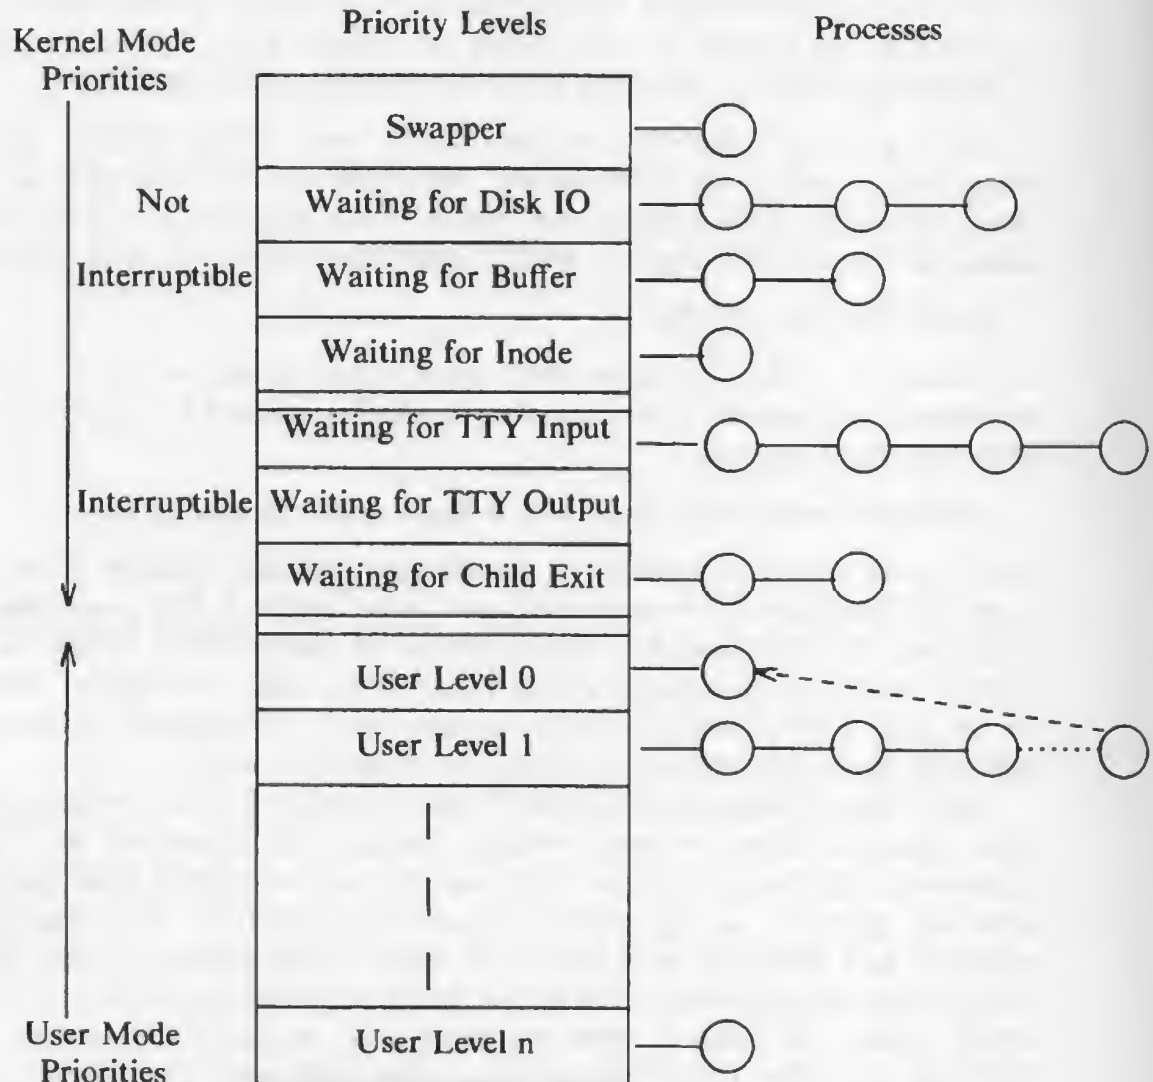 Priority Levels
Processes
Kernel Mode
Priorities
Swapper
Not
Waiting for Disk IO
Interruptible
Waiting for Buffer
Waiting for Inode
Waiting for TTY Input
Interruptible
Waiting for TTY Output
Waiting for Child Exit
User Level 0
User Level 1
User Mode
Priorities
User Level n